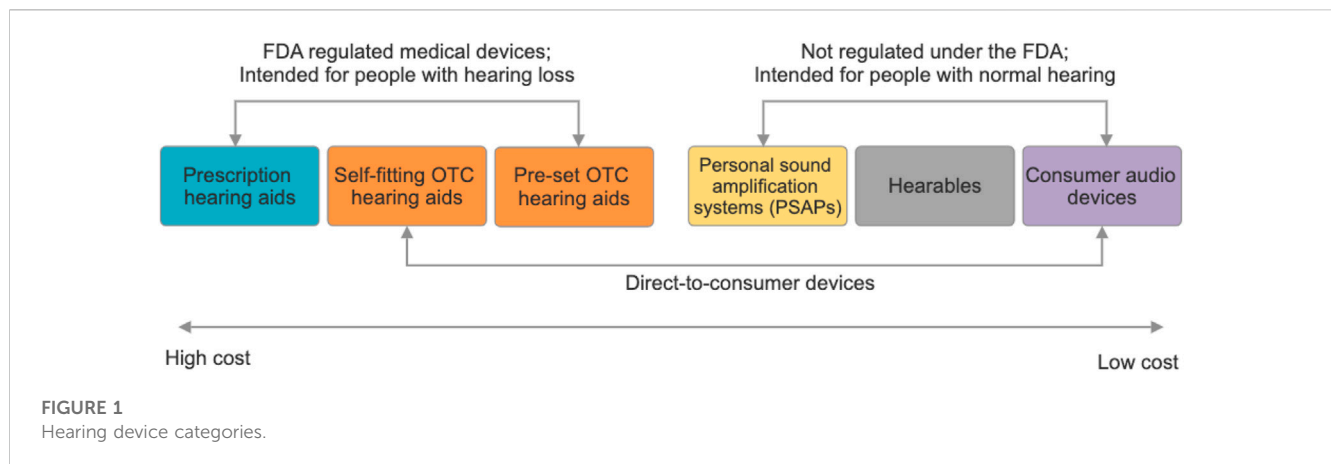 FDA regulated medical devices;
Intended for people with hearing loss
Not regulated under the FDA;
Intended for people with normal hearing
Prescription
hearing aids
Self-fitting OTC
hearing aids
Pre-set OTC
hearing aids
Personal sound
amplification
systems (PSAPs)
Hearables
Consumer audio
devices
Direct-to-consumer devices
High cost
Low cost
FIGURE 1
Hearing device categories.